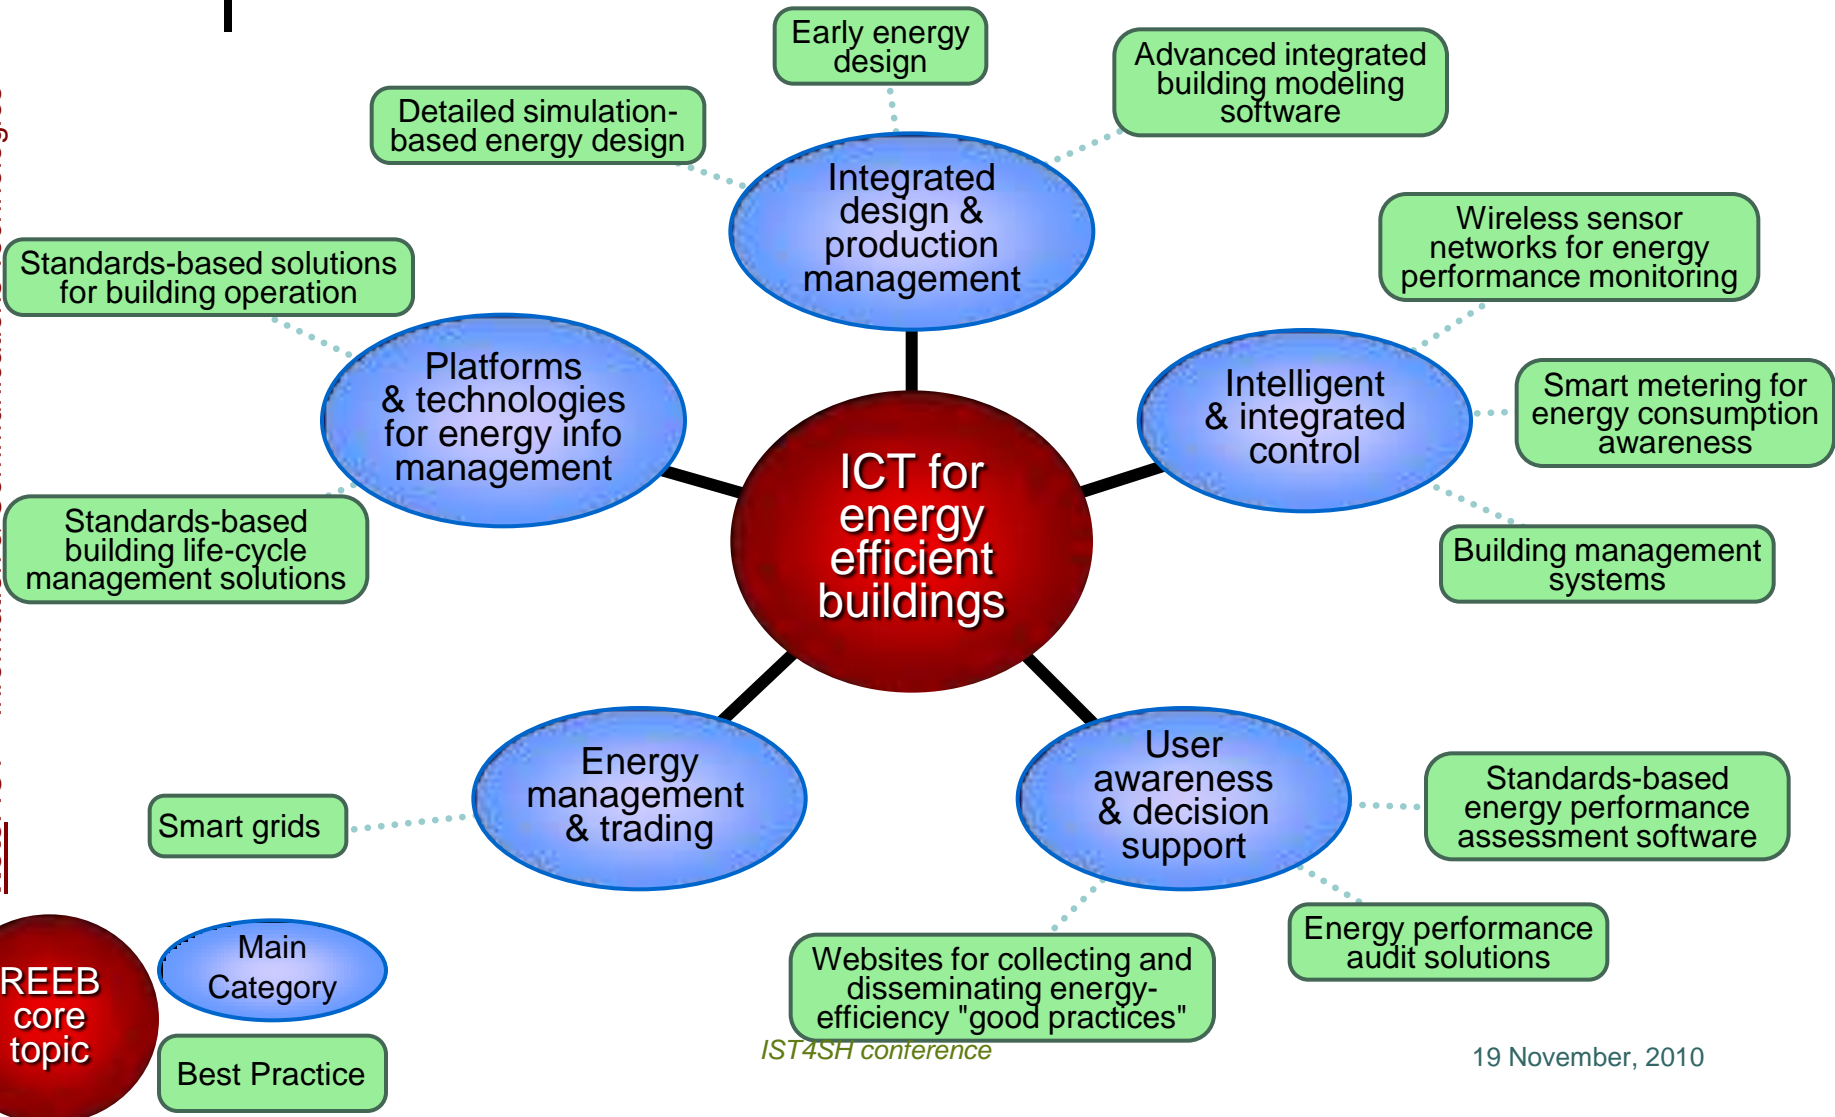 Early energy
design
Advanced integrated
building modeling
software
Detailed simulation-
based energy design
Integrated
design &
production
management
Wireless sensor
networks for energy
performance monitoring
Standards-based solutions
for building operation
Platforms
& technologies
for energy info
management
Intelligent
& integrated
control
Smart metering for
energy consumption
awareness
ICT for
energy
efficient
buildings
Standards-based
building life-cycle
management solutions
Building management
systems
Energy
management
& trading
User
awareness
& decision
support
Standards-based
energy performance
assessment software
Smart grids
Energy performance
audit solutions
Websites for collecting and
disseminating energy-
efficiency "good practices"
REEB
core
topic
Main
Category
Best Practice
IST4SH conference
19 November, 2010